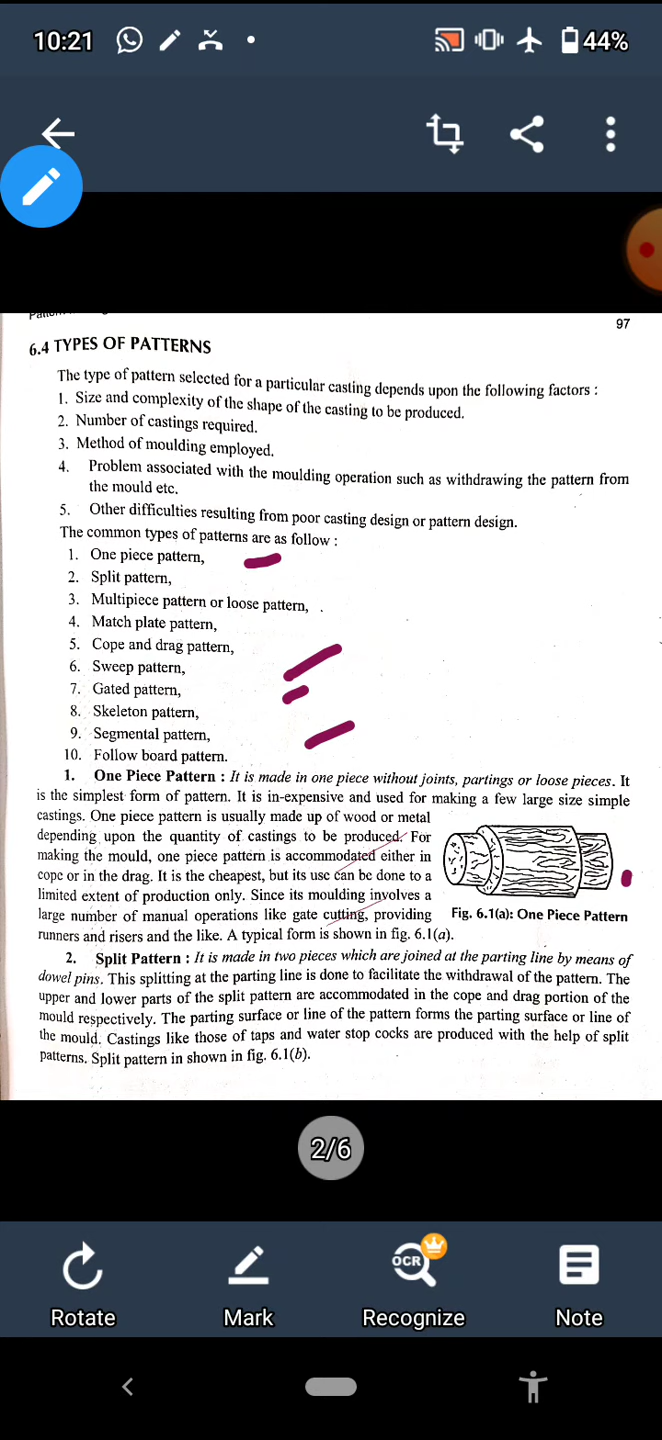 10:21
44%
97
6.4 TYPES OF PATTERNS
The type of pattern selected for a particular casting depends upon the following factors :
1. Size and complexity of the shape of the casting to be produced.
2. Number of castings required.
3. Method of moulding employed.
4. Problem associated with the moulding operation such as withdrawing the pattern from
the mould etc.
5. Other difficulties resulting from poor casting design or pattern design.
The common types of patterns are as follow :
1. One piece pattern,
2. Split pattern,
3. Multipiece pattern or loose pattern,
4. Match plate pattern,
5. Cope and drag pattern,
6. Sweep pattern,
7. Gated pattern,
8. Skeleton pattern,
9. Segmental pattern,
10. Follow board pattern.
1. One Piece Pattern : It is made in one piece without joints, partings or loose pieces. It
is the simplest form of pattern. It is in-expensive and used for making a few large size simple
castings. One piece pattern is usually made up of wood or metal
depending upon the quantity of castings to be produced. For
making the mould, one piece pattern is accommodated either in
cope or in the drag. It is the cheapest, but its use can be done to a
limited extent of production only. Since its moulding involves a
large number of manual operations like gate cutting, providing
runners and risers and the like. A typical form is shown in fig. 6.1(a).
Fig. 6.1(a): One Piece Pattern
2. Split Pattern : It is made in two pieces which are joined at the parting line by means of
dowel pins. This splitting at the parting line is done to facilitate the withdrawal of the pattern. The
upper and lower parts of the split pattern are accommodated in the cope and drag portion of the
mould respectively. The parting surface or line of the pattern forms the parting surface or line of
the mould. Castings like those of taps and water stop cocks are produced with the help of split
patterns. Split pattern in shown in fig. 6.1(b).
2/6
OCR
Rotate
Mark
Recognize
Note